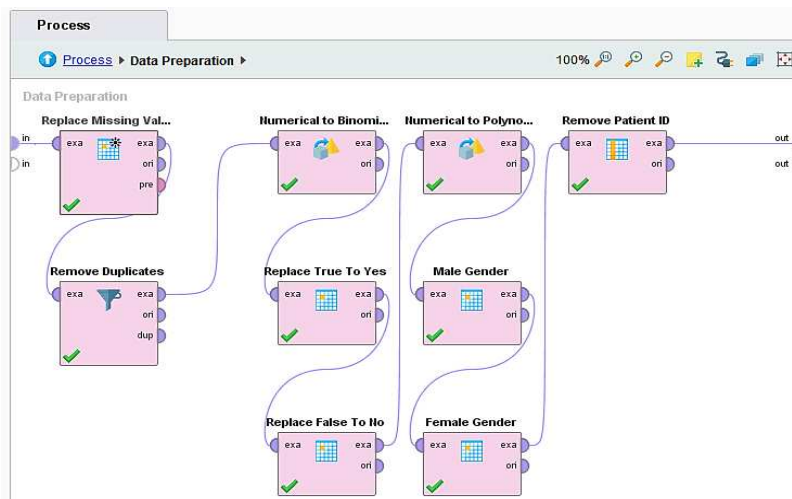 Process
Process ▸ Data Preparation ▸
100%
Data Preparation
Replace Missing Val...
in
exa
exa
out
in
ori
out
pre
Numerical to Binomi...
exa
exa
ori
Numerical to Polyno...
exa
exa
ori
Remove Patient ID
exa
exa
ori
Remove Duplicates
exa
exa
ori
dup
Replace True To Yes
exa
exa
ori
Male Gender
exa
exa
ori
Replace False To No
exa
exa
ori
Female Gender
exa
exa
ori